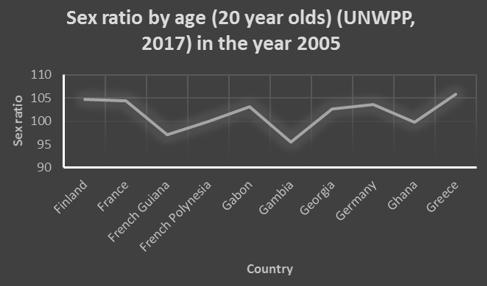 Sex ratio by age (20 year olds) (UNWPP,
2017) in the year 2005
110
105
100
95
90
Sex ratio
Finland
France
French Guiana
French Polynesia
Gabon
Gambia
Georgia
Germany
Ghana
Greece
Country